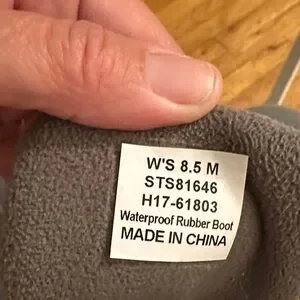 W'S 8.5 M
STS81646
H17-61803
Waterproof Rubber Boot
MADE IN CHINA